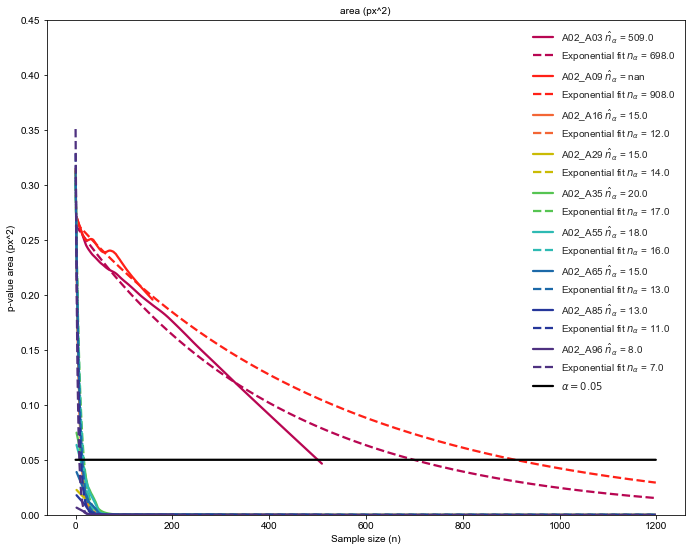 area (px^2)
0.45
0.40
0.35
0.30
0.25
0.20
0.15
0.10
0.05
0.00
p-value area (px^2)
0
200
400
600
800
1000
1200
Sample size (n)
A02_A03 n̂α = 509.0
Exponential fit nα = 698.0
A02_A09 n̂α = nan
Exponential fit nα = 908.0
A02_A16 n̂α = 15.0
Exponential fit nα = 12.0
A02_A29 n̂α = 15.0
Exponential fit nα = 14.0
A02_A35 n̂α = 20.0
Exponential fit nα = 17.0
A02_A55 n̂α = 18.0
Exponential fit nα = 16.0
A02_A65 n̂α = 15.0
Exponential fit nα = 13.0
A02_A85 n̂α = 13.0
Exponential fit nα = 11.0
A02_A96 n̂α = 8.0
Exponential fit nα = 7.0
α = 0.05